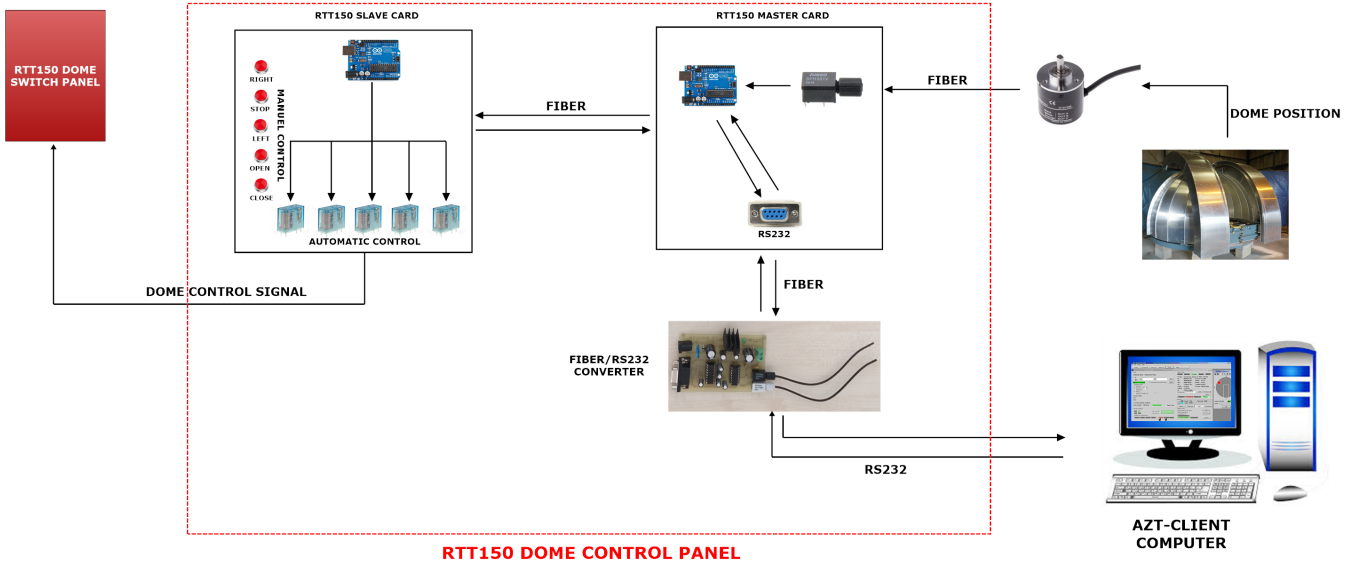 RTT150 SLAVE CARD
RTT150 MASTER CARD
RTT150 DOME
SWITCH PANEL
RIGHT
STOP
LEFT
OPEN
CLOSE
MANUEL CONTROL
AUTOMATIC CONTROL
FIBER
RS232
FIBER
DOME POSITION
DOME CONTROL SIGNAL
FIBER
FIBER/RS232
CONVERTER
RS232
AZT-CLIENT
COMPUTER
RTT150 DOME CONTROL PANEL